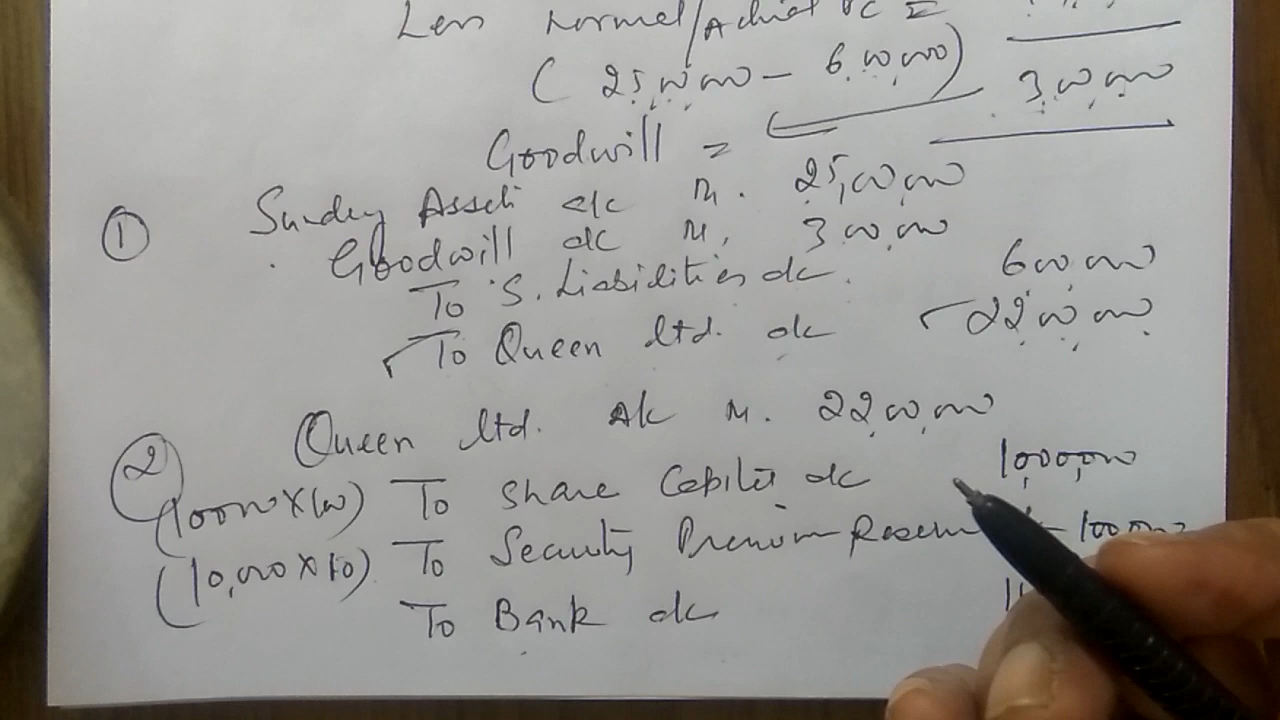 Less Normal/Actual P.C =
( 25,00,000 - 6,00,000) 3,00,000
Goodwill =
① Sundry Assets a/c Dr. 25,00,000
Goodwill a/c Dr. 3,00,000
To S. Liabilities a/c. 6,00,000
To Queen ltd. a/c 22,00,000
② Queen ltd. A/c Dr. 22,00,000
(10000 X 100) To Share Capital a/c 10,00,000
(10,000 X 10) To Security Premium Reserve 100000
To Bank a/c 11